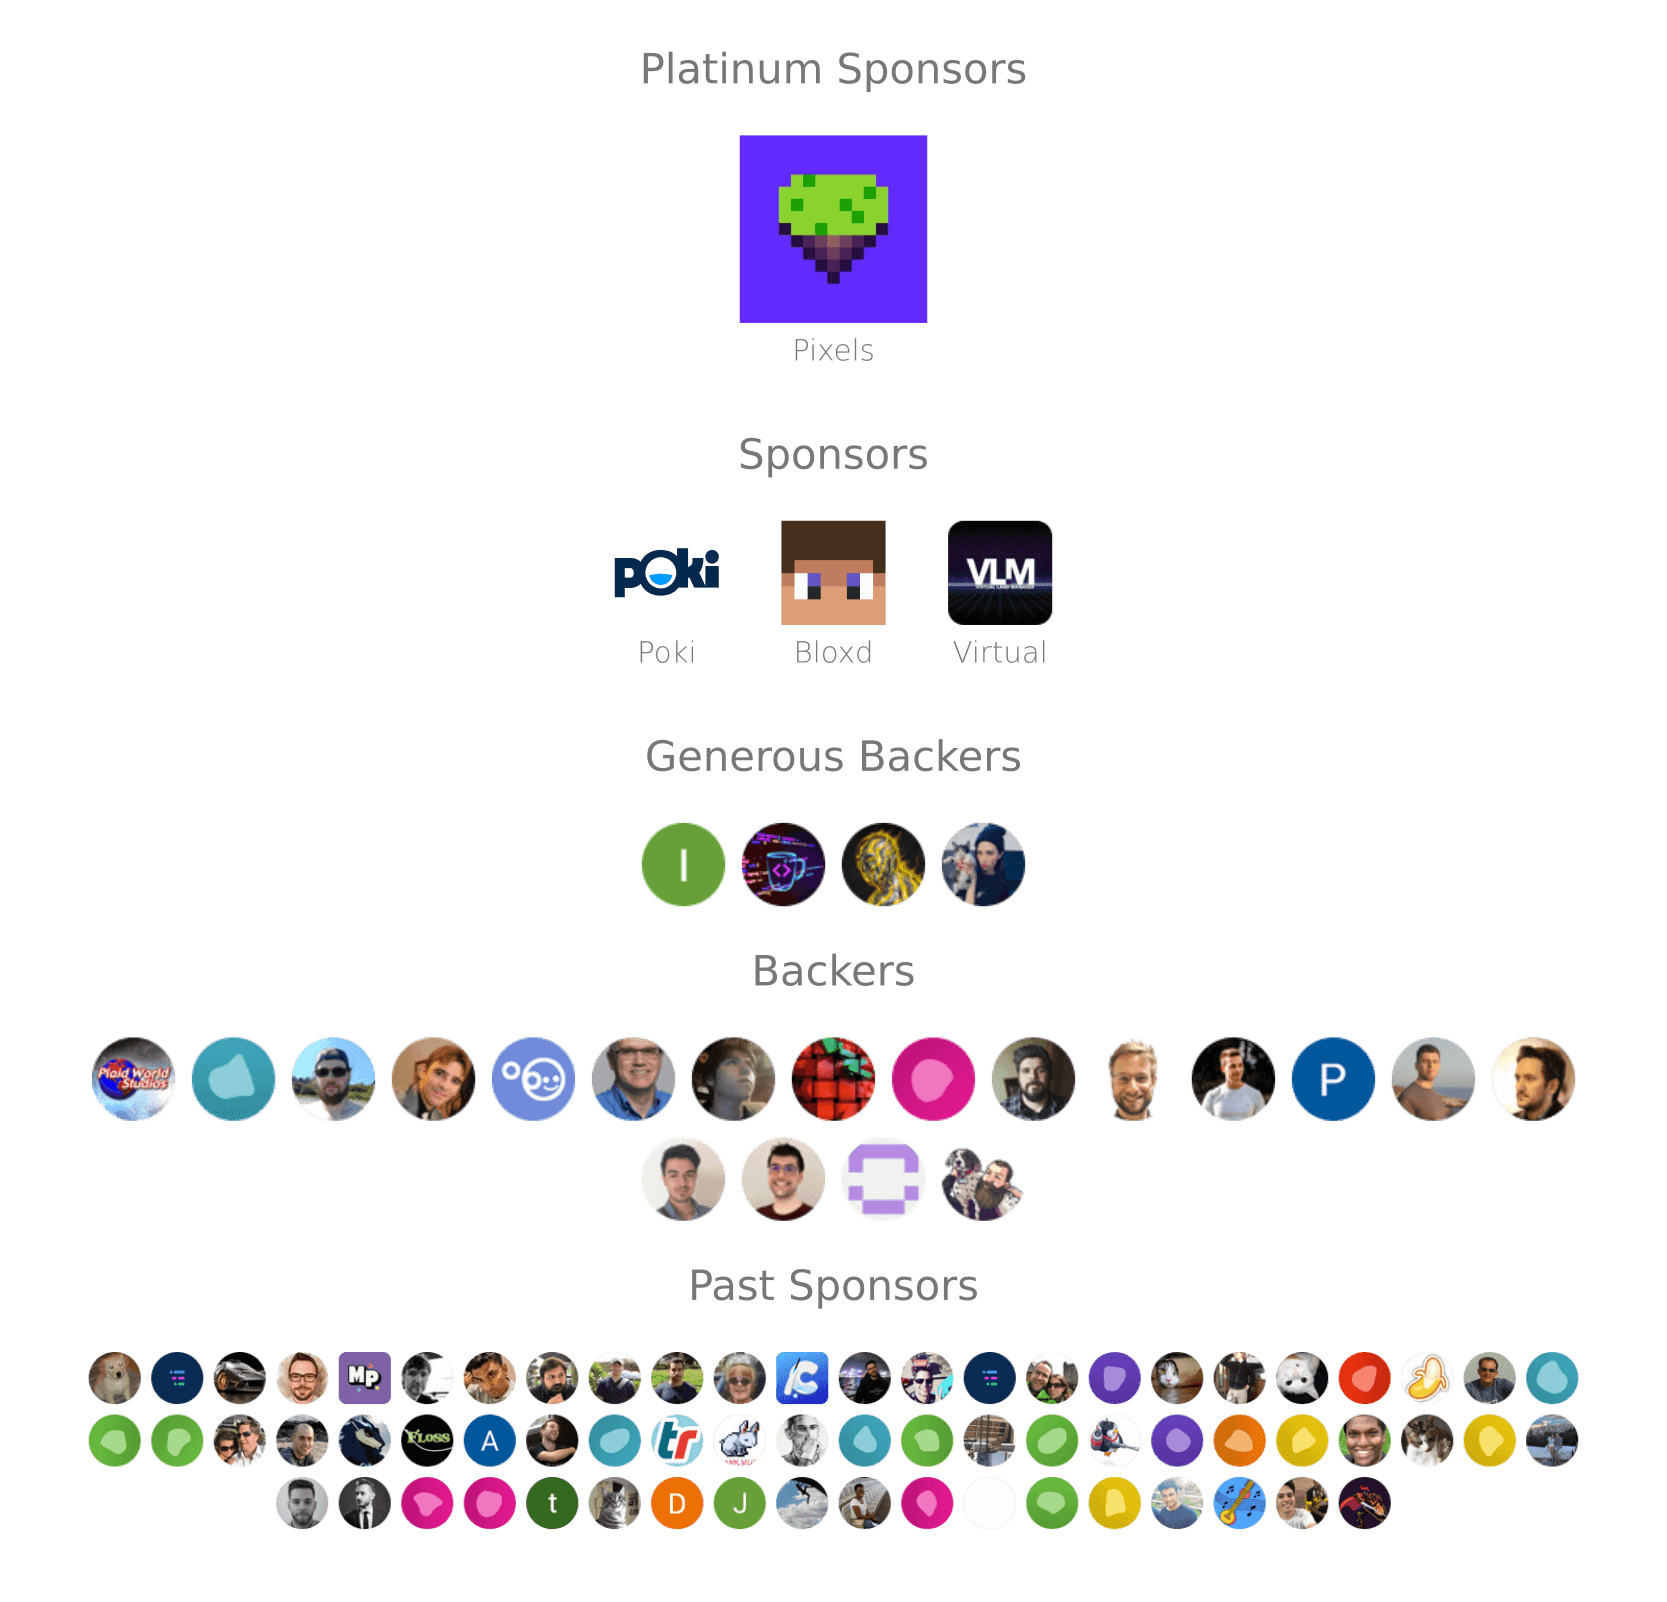 Platinum Sponsors
Pixels
Sponsors
poki
VLM
Poki Bloxd Virtual
Generous Backers
I
Backers
Plaid World
Studios
P
Past Sponsors
MP
FLOSS
A
tr
t
D
J